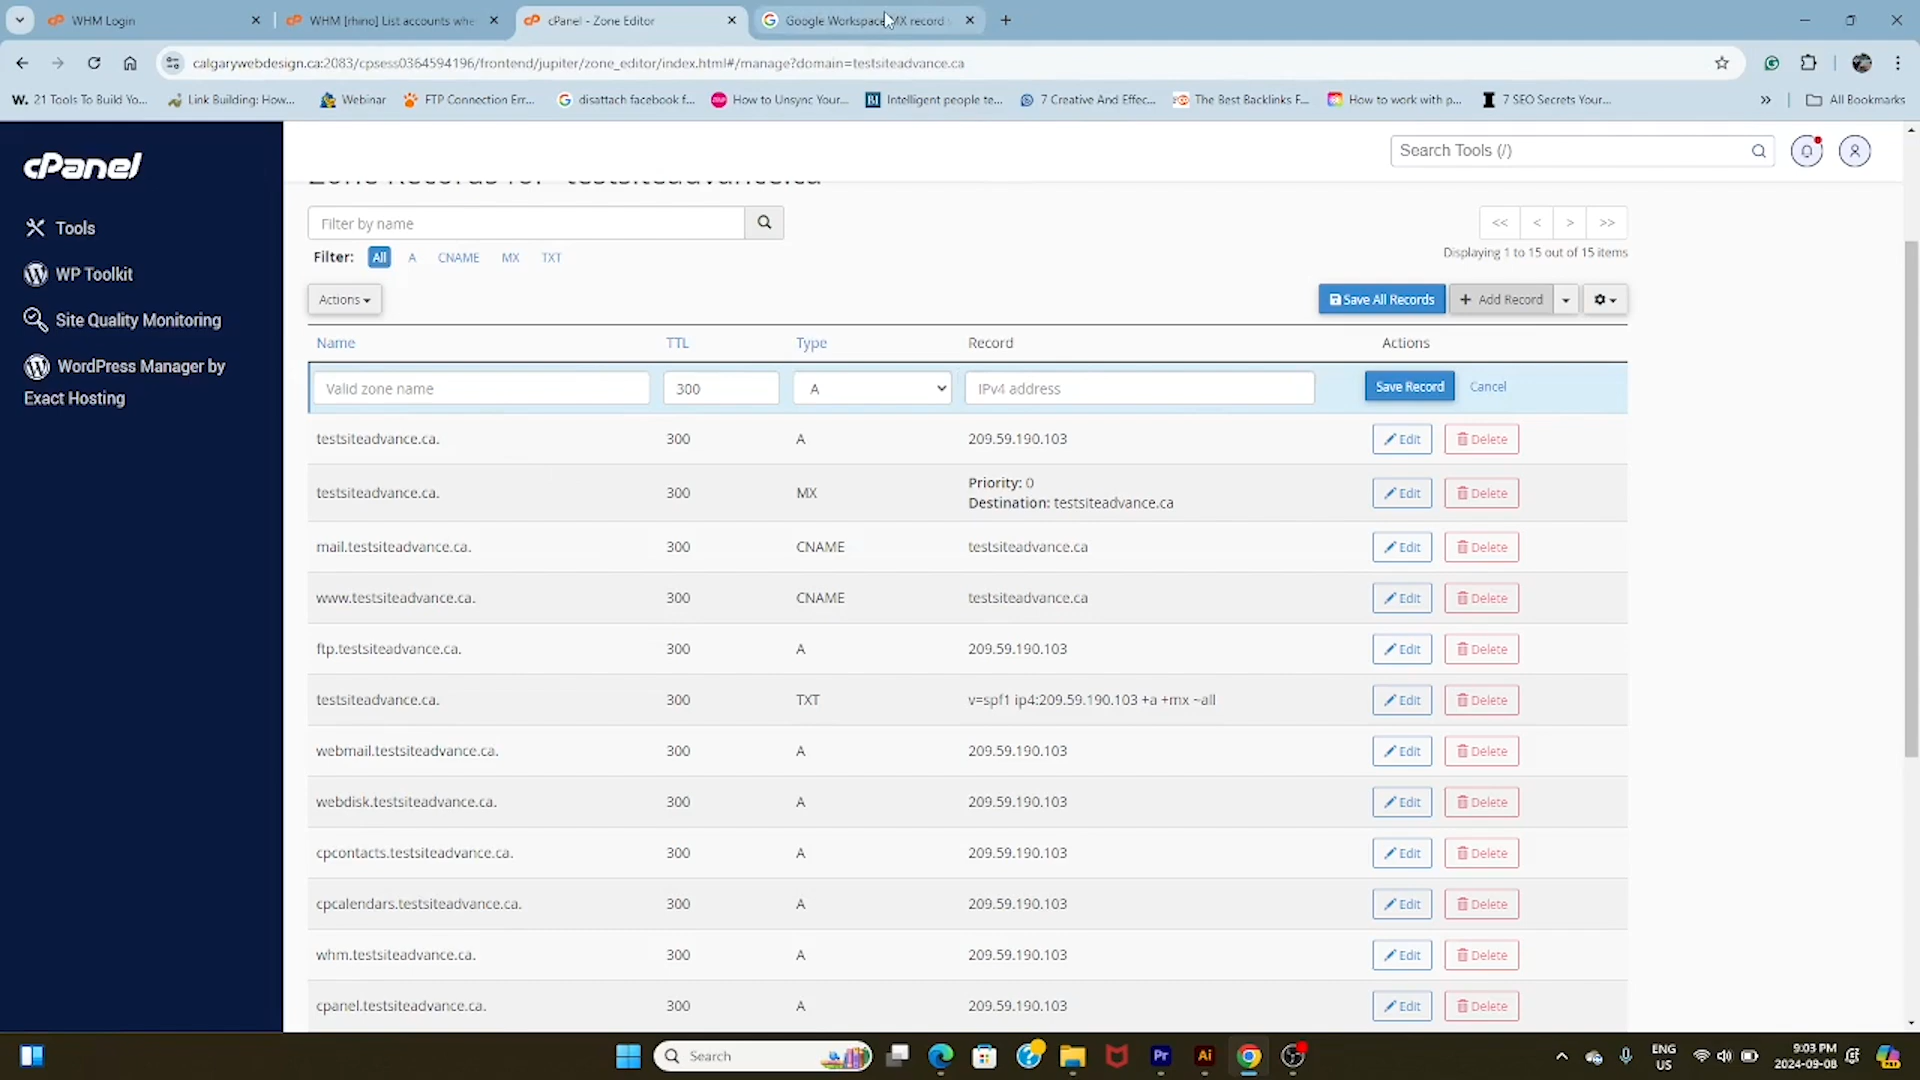 WHM Login
WHM [rhino] List accounts whe
cPanel - Zone Editor
Google Workspace MX record
calgarywebdesign.ca:2083/cpsess0364594196/frontend/jupiter/zone_editor/index.html#/manage?domain=testsiteadvance.ca
W. 21 Tools To Build Yo...
Link Building: How...
Webinar
FTP Connection Err...
disattach facebook f...
How to Unsync Your...
Intelligent people te...
7 Creative And Effec...
The Best Backlinks F...
How to work with p...
7 SEO Secrets Your...
» All Bookmarks
cPanel
Search Tools (/)
Tools
WP Toolkit
Site Quality Monitoring
WordPress Manager by
Exact Hosting
Zone Records for "testsiteadvance.ca"
Filter by name
<< < > >>
Displaying 1 to 15 out of 15 items
Filter: All A CNAME MX TXT
Actions
Save All Records + Add Record
Name TTL Type Record Actions
Valid zone name 300 A IPv4 address Save Record Cancel
testsiteadvance.ca. 300 A 209.59.190.103 Edit Delete
testsiteadvance.ca. 300 MX Priority: 0 Edit Delete
Destination: testsiteadvance.ca
mail.testsiteadvance.ca. 300 CNAME testsiteadvance.ca Edit Delete
www.testsiteadvance.ca. 300 CNAME testsiteadvance.ca Edit Delete
ftp.testsiteadvance.ca. 300 A 209.59.190.103 Edit Delete
testsiteadvance.ca. 300 TXT v=spf1 ip4:209.59.190.103 +a +mx ~all Edit Delete
webmail.testsiteadvance.ca. 300 A 209.59.190.103 Edit Delete
webdisk.testsiteadvance.ca. 300 A 209.59.190.103 Edit Delete
cpcontacts.testsiteadvance.ca. 300 A 209.59.190.103 Edit Delete
cpcalendars.testsiteadvance.ca. 300 A 209.59.190.103 Edit Delete
whm.testsiteadvance.ca. 300 A 209.59.190.103 Edit Delete
cpanel.testsiteadvance.ca. 300 A 209.59.190.103 Edit Delete
Search
Pr
Ai
ENG
US
9:03 PM
2024-09-08